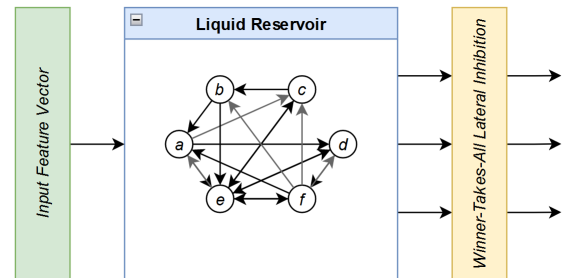 Input Feature Vector
Liquid Reservoir
b
c
a
d
e
f
Winner-Takes-All Lateral Inhibition